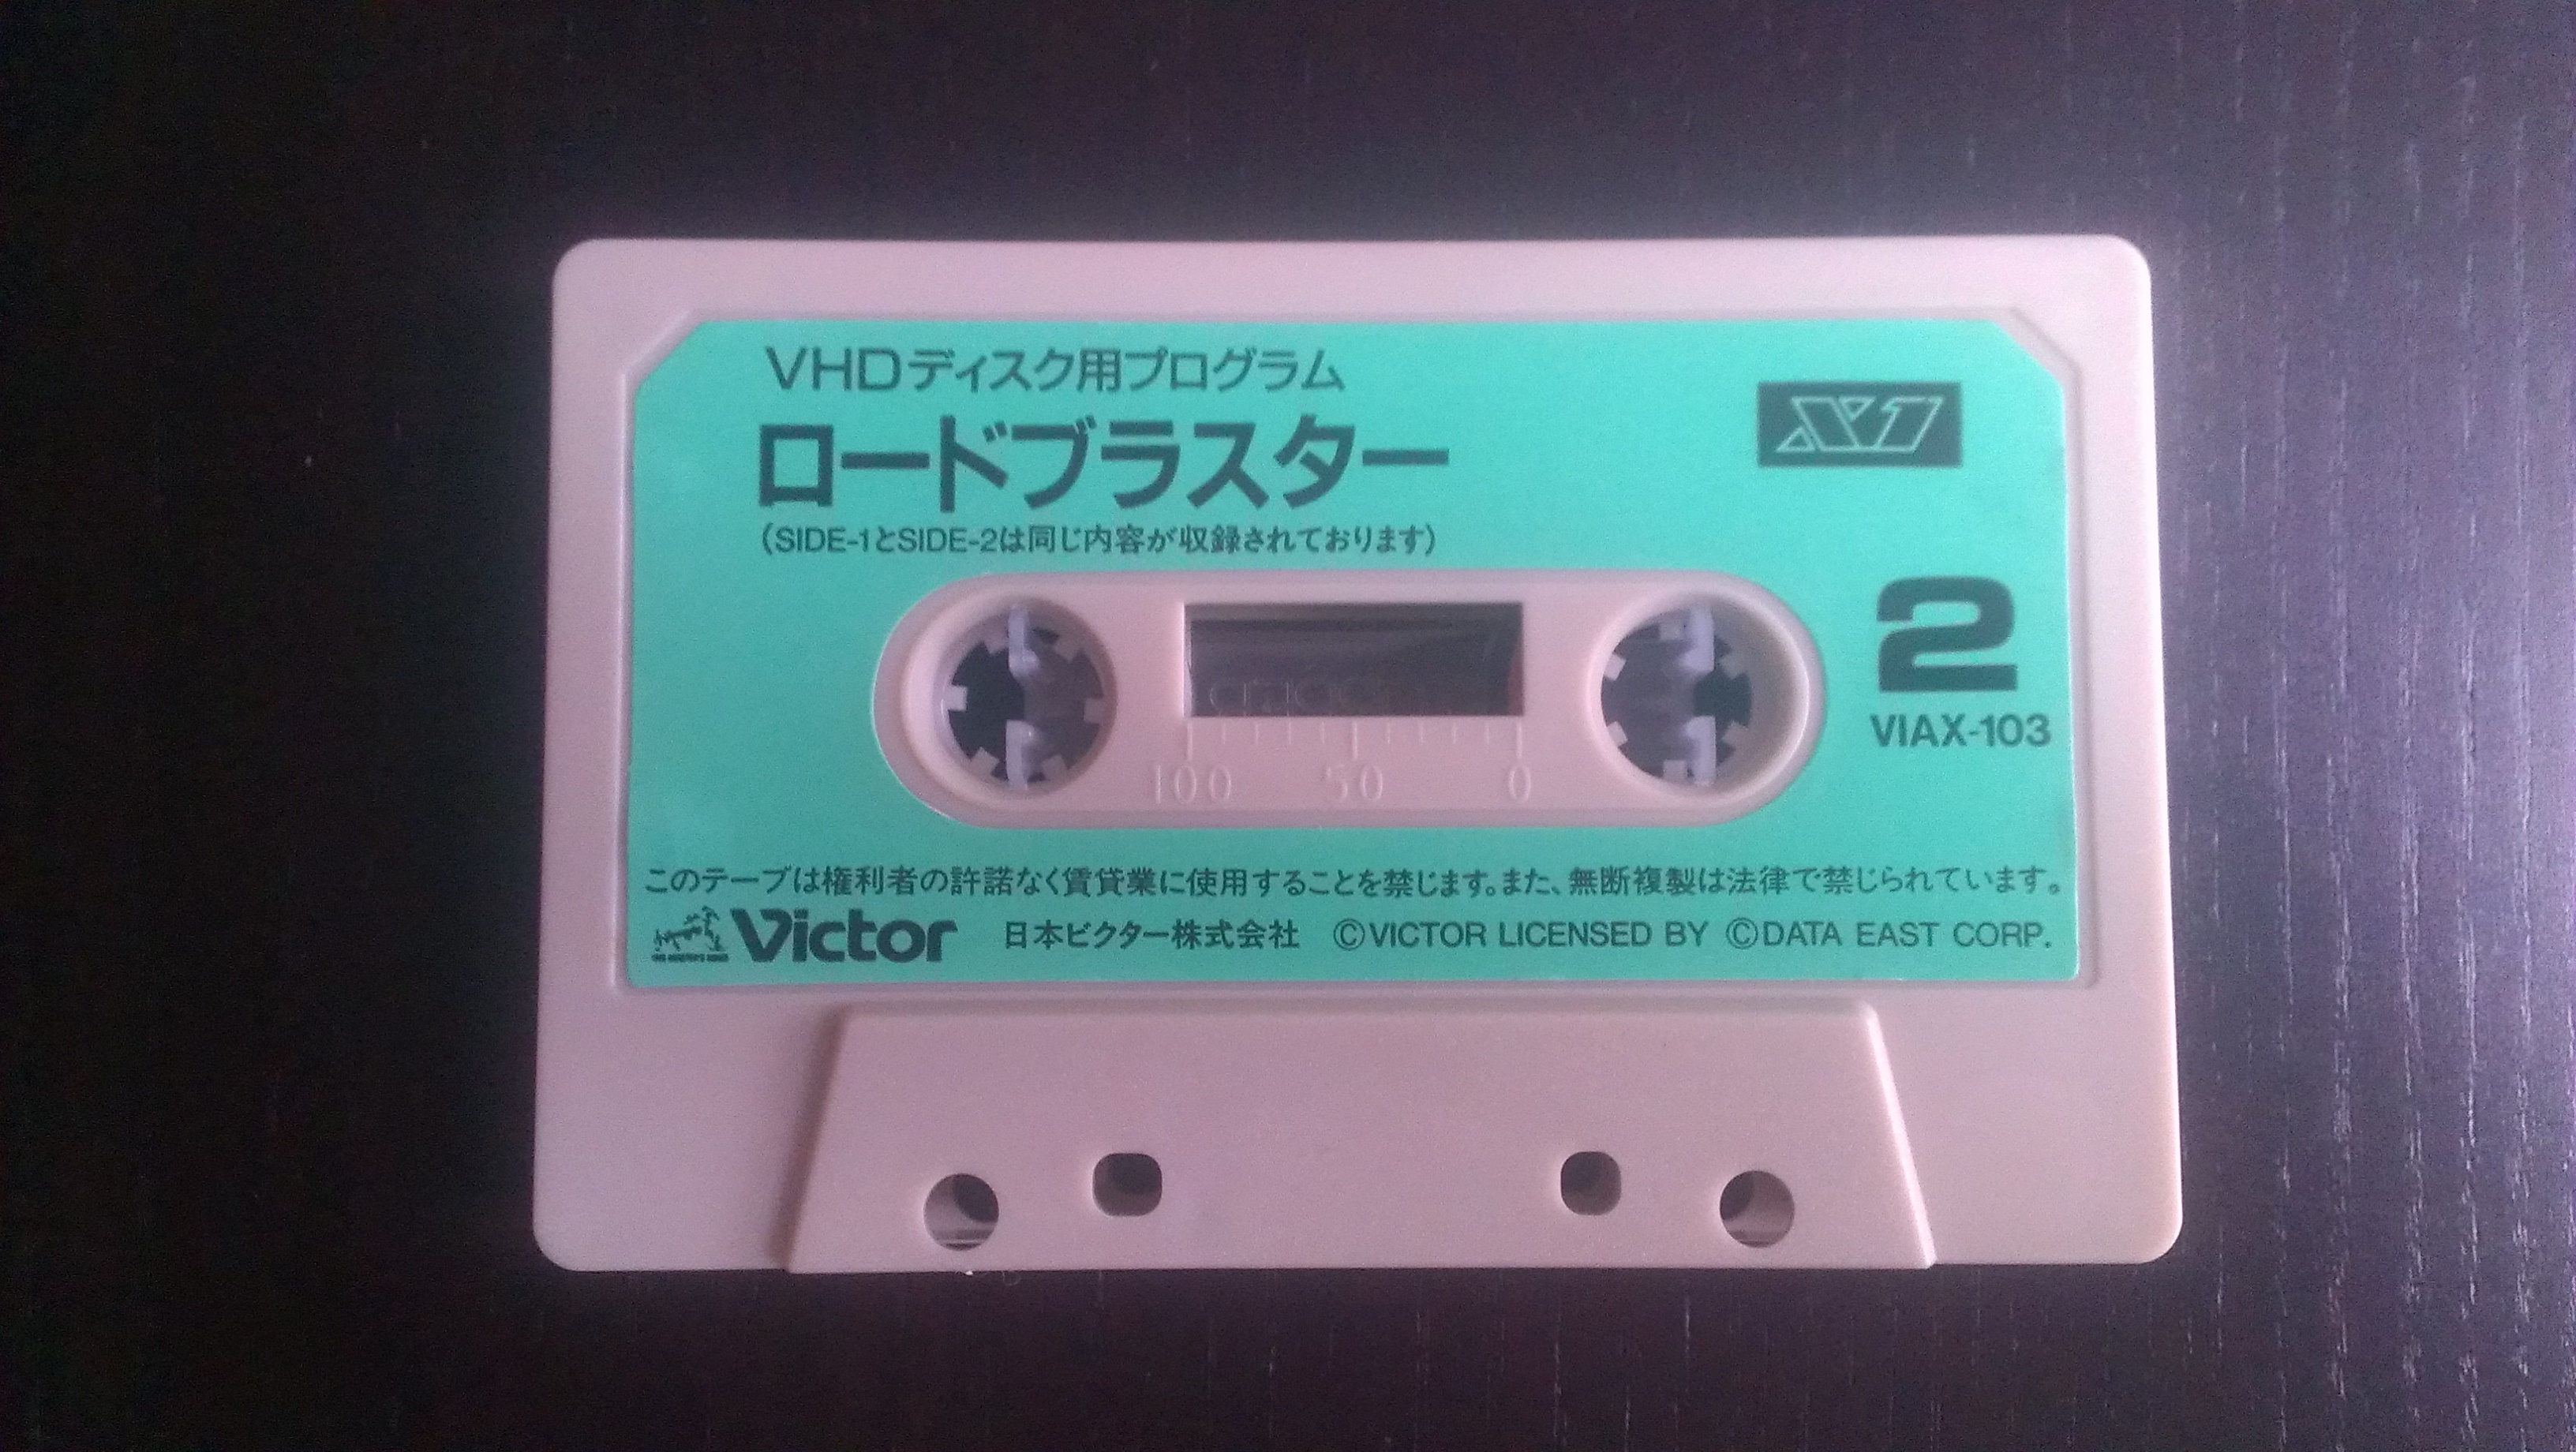 VHDディスク用プログラム
ロードブラスター
X1
(SIDE-1とSIDE-2は同じ内容が収録されております)
2
VIAX-103
100 50 0
このテープは権利者の許諾なく賃貸業に使用することを禁じます。また、無断複製は法律で禁じられています。
Victor 日本ビクター株式会社 ©VICTOR LICENSED BY ©DATA EAST CORP.